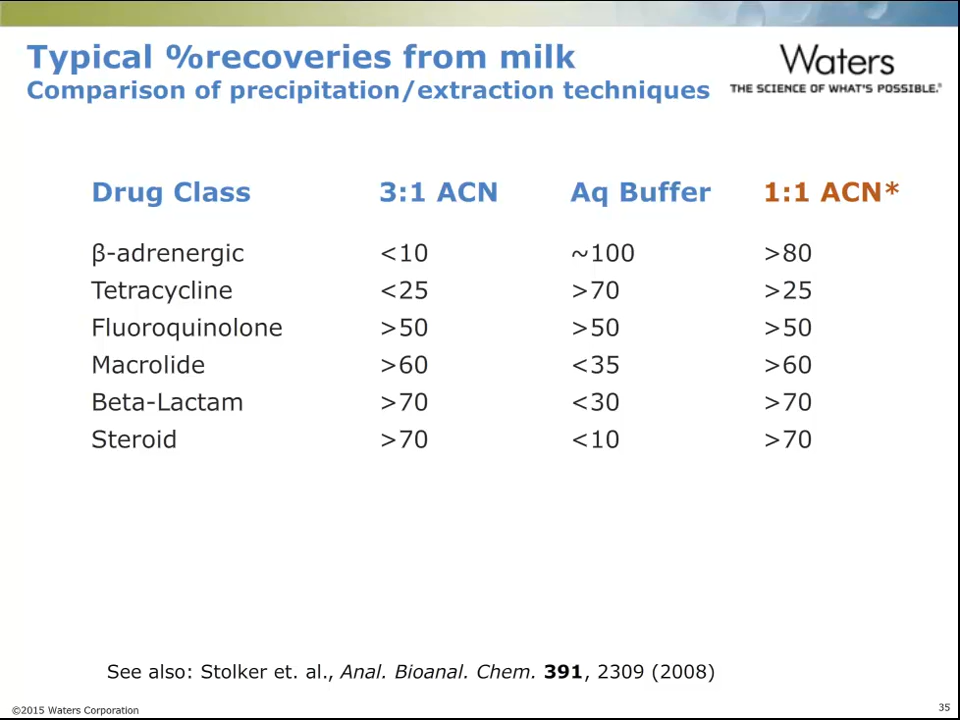 Typical %recoveries from milk
Comparison of precipitation/extraction techniques
Waters
THE SCIENCE OF WHAT'S POSSIBLE.®
Drug Class 3:1 ACN Aq Buffer 1:1 ACN*
β-adrenergic <10 ~100 >80
Tetracycline <25 >70 >25
Fluoroquinolone >50 >50 >50
Macrolide >60 <35 >60
Beta-Lactam >70 <30 >70
Steroid >70 <10 >70
See also: Stolker et. al., Anal. Bioanal. Chem. 391, 2309 (2008)
©2015 Waters Corporation 35